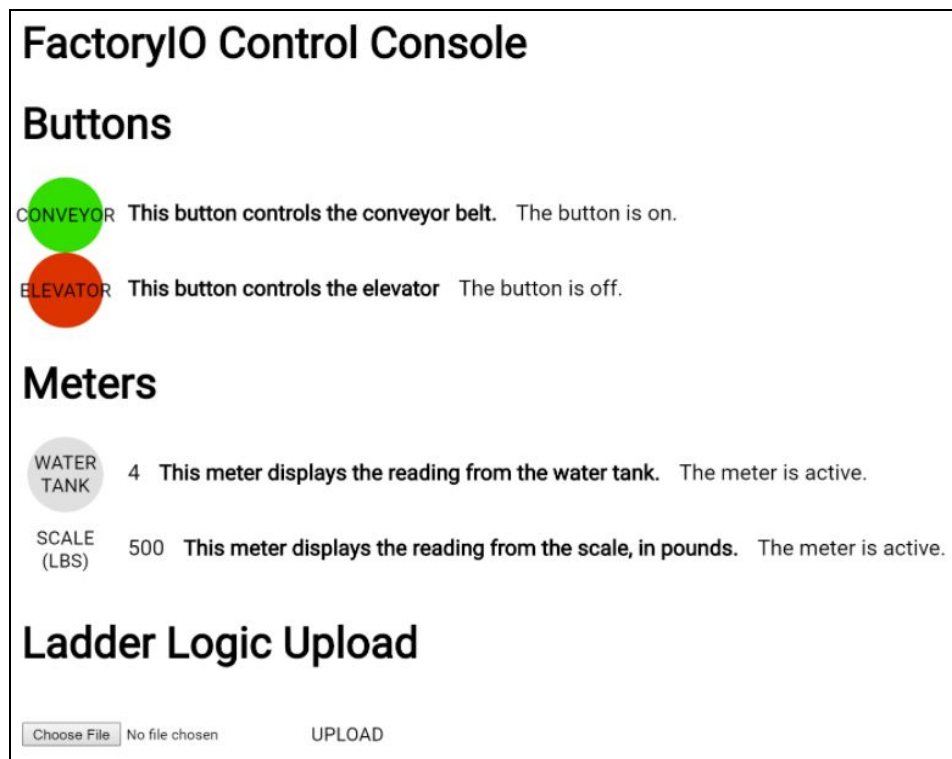 FactoryIO Control Console
Buttons
CONVEYOR This button controls the conveyor belt. The button is on.
ELEVATOR This button controls the elevator The button is off.
Meters
WATER TANK 4 This meter displays the reading from the water tank. The meter is active.
SCALE (LBS) 500 This meter displays the reading from the scale, in pounds. The meter is active.
Ladder Logic Upload
Choose File No file chosen UPLOAD